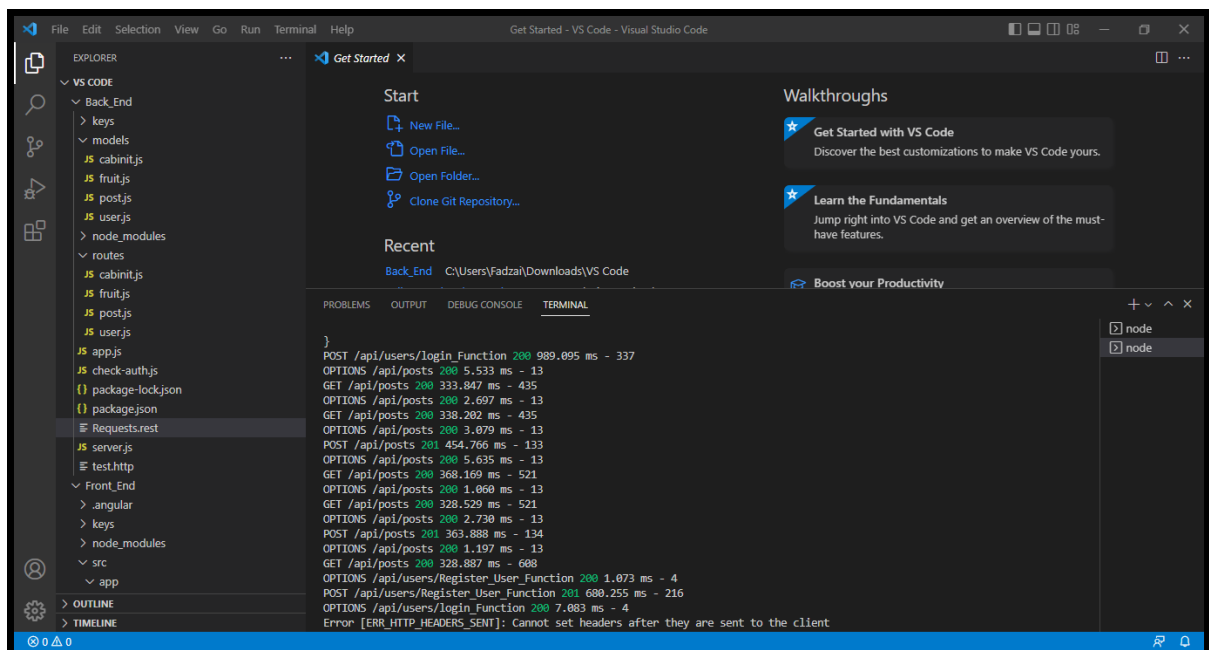 File Edit Selection View Go Run Terminal Help
Get Started - VS Code - Visual Studio Code
EXPLORER
VS CODE
Back_End
keys
models
JS cabinit.js
JS fruit.js
JS post.js
JS user.js
node_modules
routes
JS cabinit.js
JS fruit.js
JS post.js
JS user.js
JS app.js
JS check-auth.js
{} package-lock.json
{} package.json
Requests.rest
JS server.js
test.http
Front_End
.angular
keys
node_modules
src
app
OUTLINE
TIMELINE
0 0
Get Started
Start
New File...
Open File...
Open Folder...
Clone Git Repository...
Recent
Back_End C:\Users\Fadzai\Downloads\VS Code
Walkthroughs
Get Started with VS Code
Discover the best customizations to make VS Code yours.
Learn the Fundamentals
Jump right into VS Code and get an overview of the must-
have features.
Boost your Productivity
PROBLEMS OUTPUT DEBUG CONSOLE TERMINAL
}
POST /api/users/login_Function 200 989.095 ms - 337
OPTIONS /api/posts 200 5.533 ms - 13
GET /api/posts 200 333.847 ms - 435
OPTIONS /api/posts 200 2.697 ms - 13
GET /api/posts 200 338.202 ms - 435
OPTIONS /api/posts 200 3.079 ms - 13
POST /api/posts 201 454.766 ms - 133
OPTIONS /api/posts 200 5.635 ms - 13
GET /api/posts 200 368.169 ms - 521
OPTIONS /api/posts 200 1.060 ms - 13
GET /api/posts 200 328.529 ms - 521
OPTIONS /api/posts 200 2.730 ms - 13
POST /api/posts 201 363.888 ms - 134
OPTIONS /api/posts 200 1.197 ms - 13
GET /api/posts 200 328.887 ms - 608
OPTIONS /api/users/Register_User_Function 200 1.073 ms - 4
POST /api/users/Register_User_Function 201 680.255 ms - 216
OPTIONS /api/users/login_Function 200 7.083 ms - 4
Error [ERR_HTTP_HEADERS_SENT]: Cannot set headers after they are sent to the client
node
node